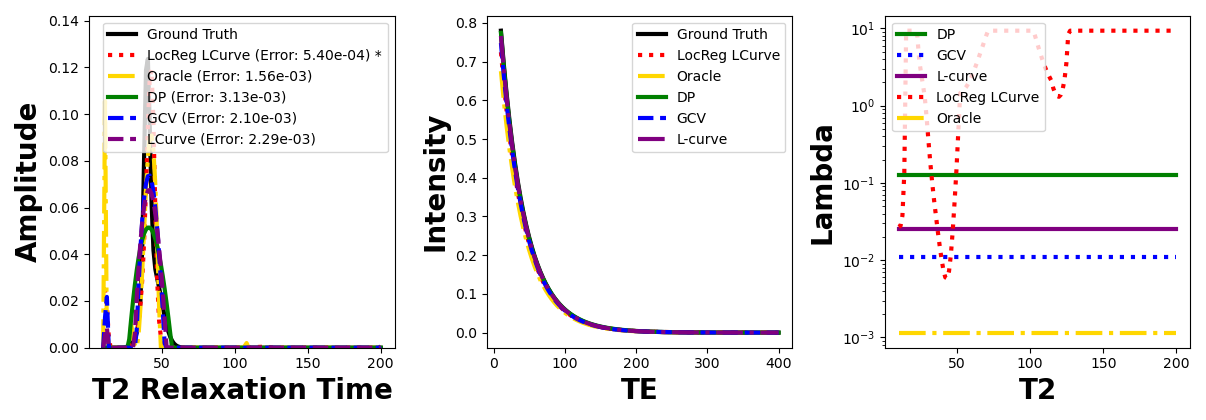 0.14
0.12
0.10
0.08
0.06
0.04
0.02
0.00
Amplitude
50
100
150
200
T2 Relaxation Time
Ground Truth
LocReg LCurve (Error: 5.40e-04) *
Oracle (Error: 1.56e-03)
DP (Error: 3.13e-03)
GCV (Error: 2.10e-03)
LCurve (Error: 2.29e-03)
0.8
0.7
0.6
0.5
0.4
0.3
0.2
0.1
0.0
Intensity
0
100
200
300
400
TE
Ground Truth
LocReg LCurve
Oracle
DP
GCV
L-curve
10¹
10⁰
10⁻¹
10⁻²
10⁻³
Lambda
50
100
150
200
T2
DP
GCV
L-curve
LocReg LCurve
Oracle